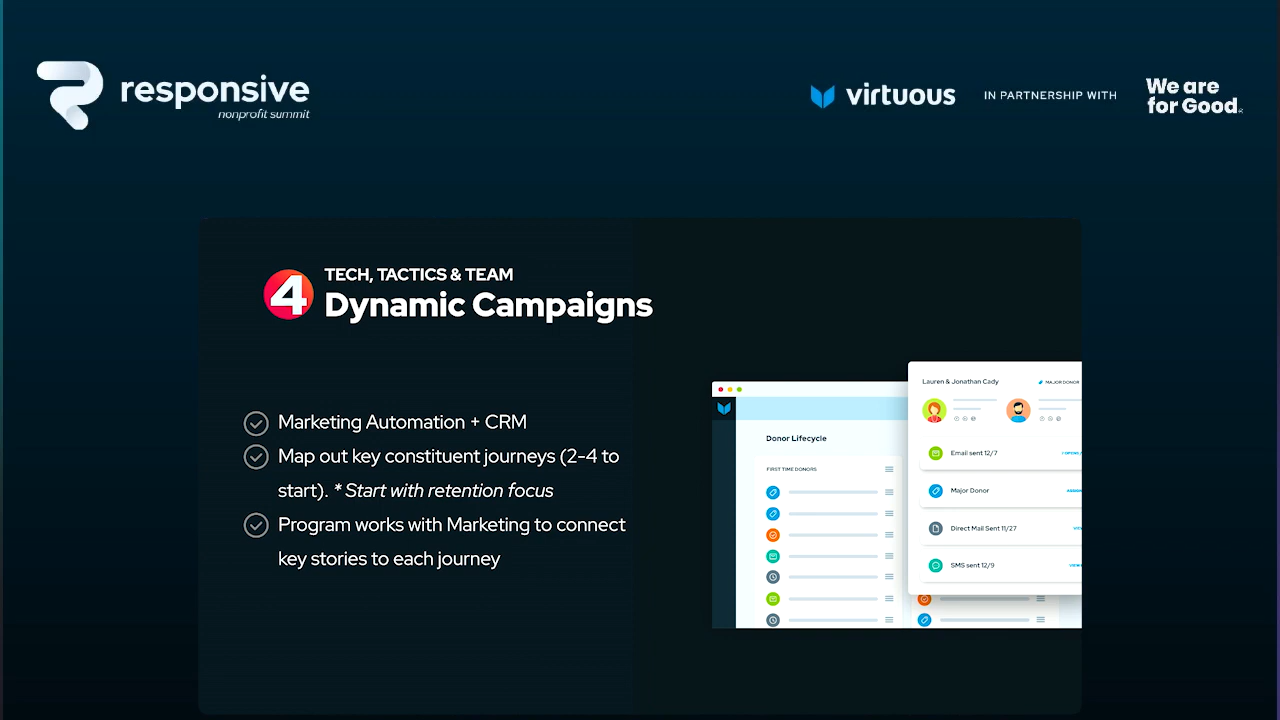 responsive
nonprofit summit
virtuous
IN PARTNERSHIP WITH
We are
for Good.
4
TECH, TACTICS & TEAM
Dynamic Campaigns
Marketing Automation + CRM
Map out key constituent journeys (2-4 to
start). * Start with retention focus
Program works with Marketing to connect
key stories to each journey
Donor Lifecycle
FIRST TIME DONORS
Lauren & Jonathan Cady
MAJOR DONOR
Email sent 12/7
Major Donor
Direct Mail Sent 11/27
SMS sent 12/9